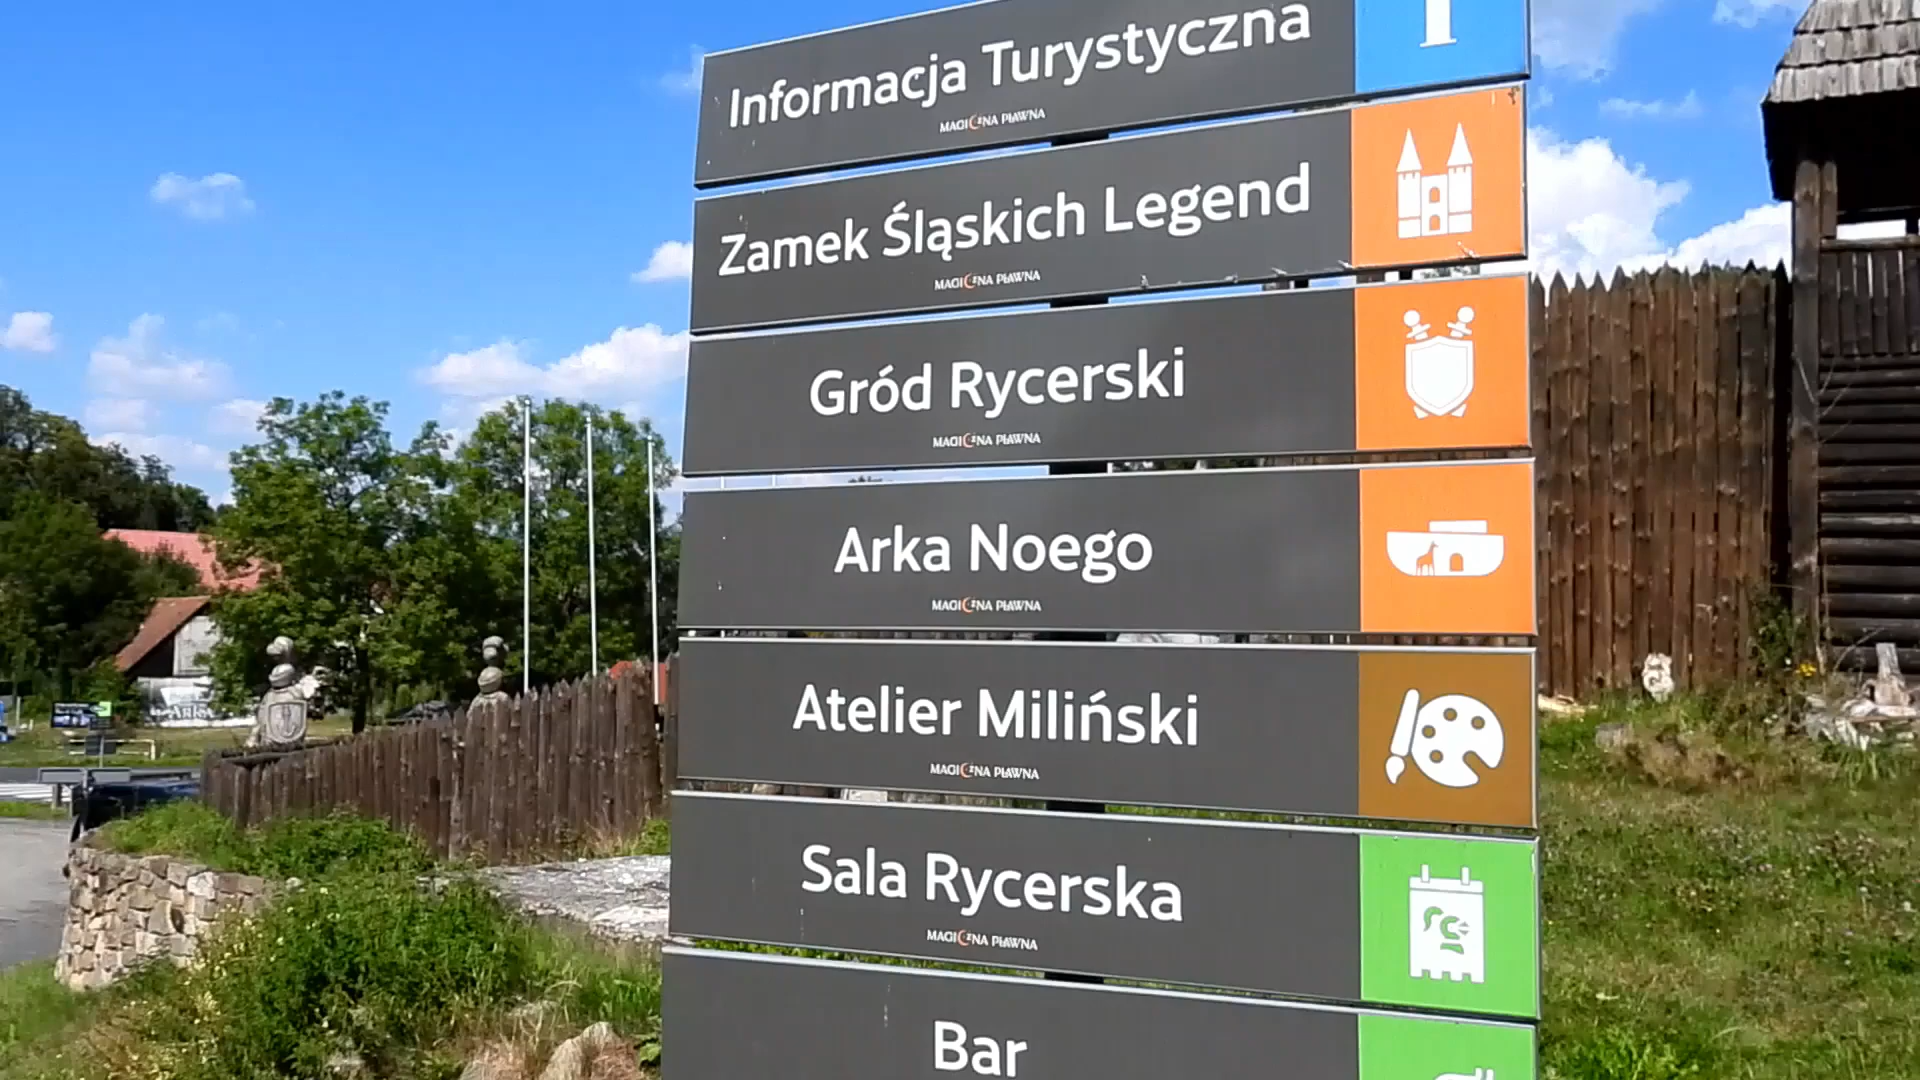 Informacja Turystyczna
MAGICZNA PŁAWNA
Zamek Śląskich Legend
MAGICZNA PŁAWNA
Gród Rycerski
MAGICZNA PŁAWNA
Arka Noego
MAGICZNA PŁAWNA
Atelier Miliński
MAGICZNA PŁAWNA
Sala Rycerska
MAGICZNA PŁAWNA
Bar